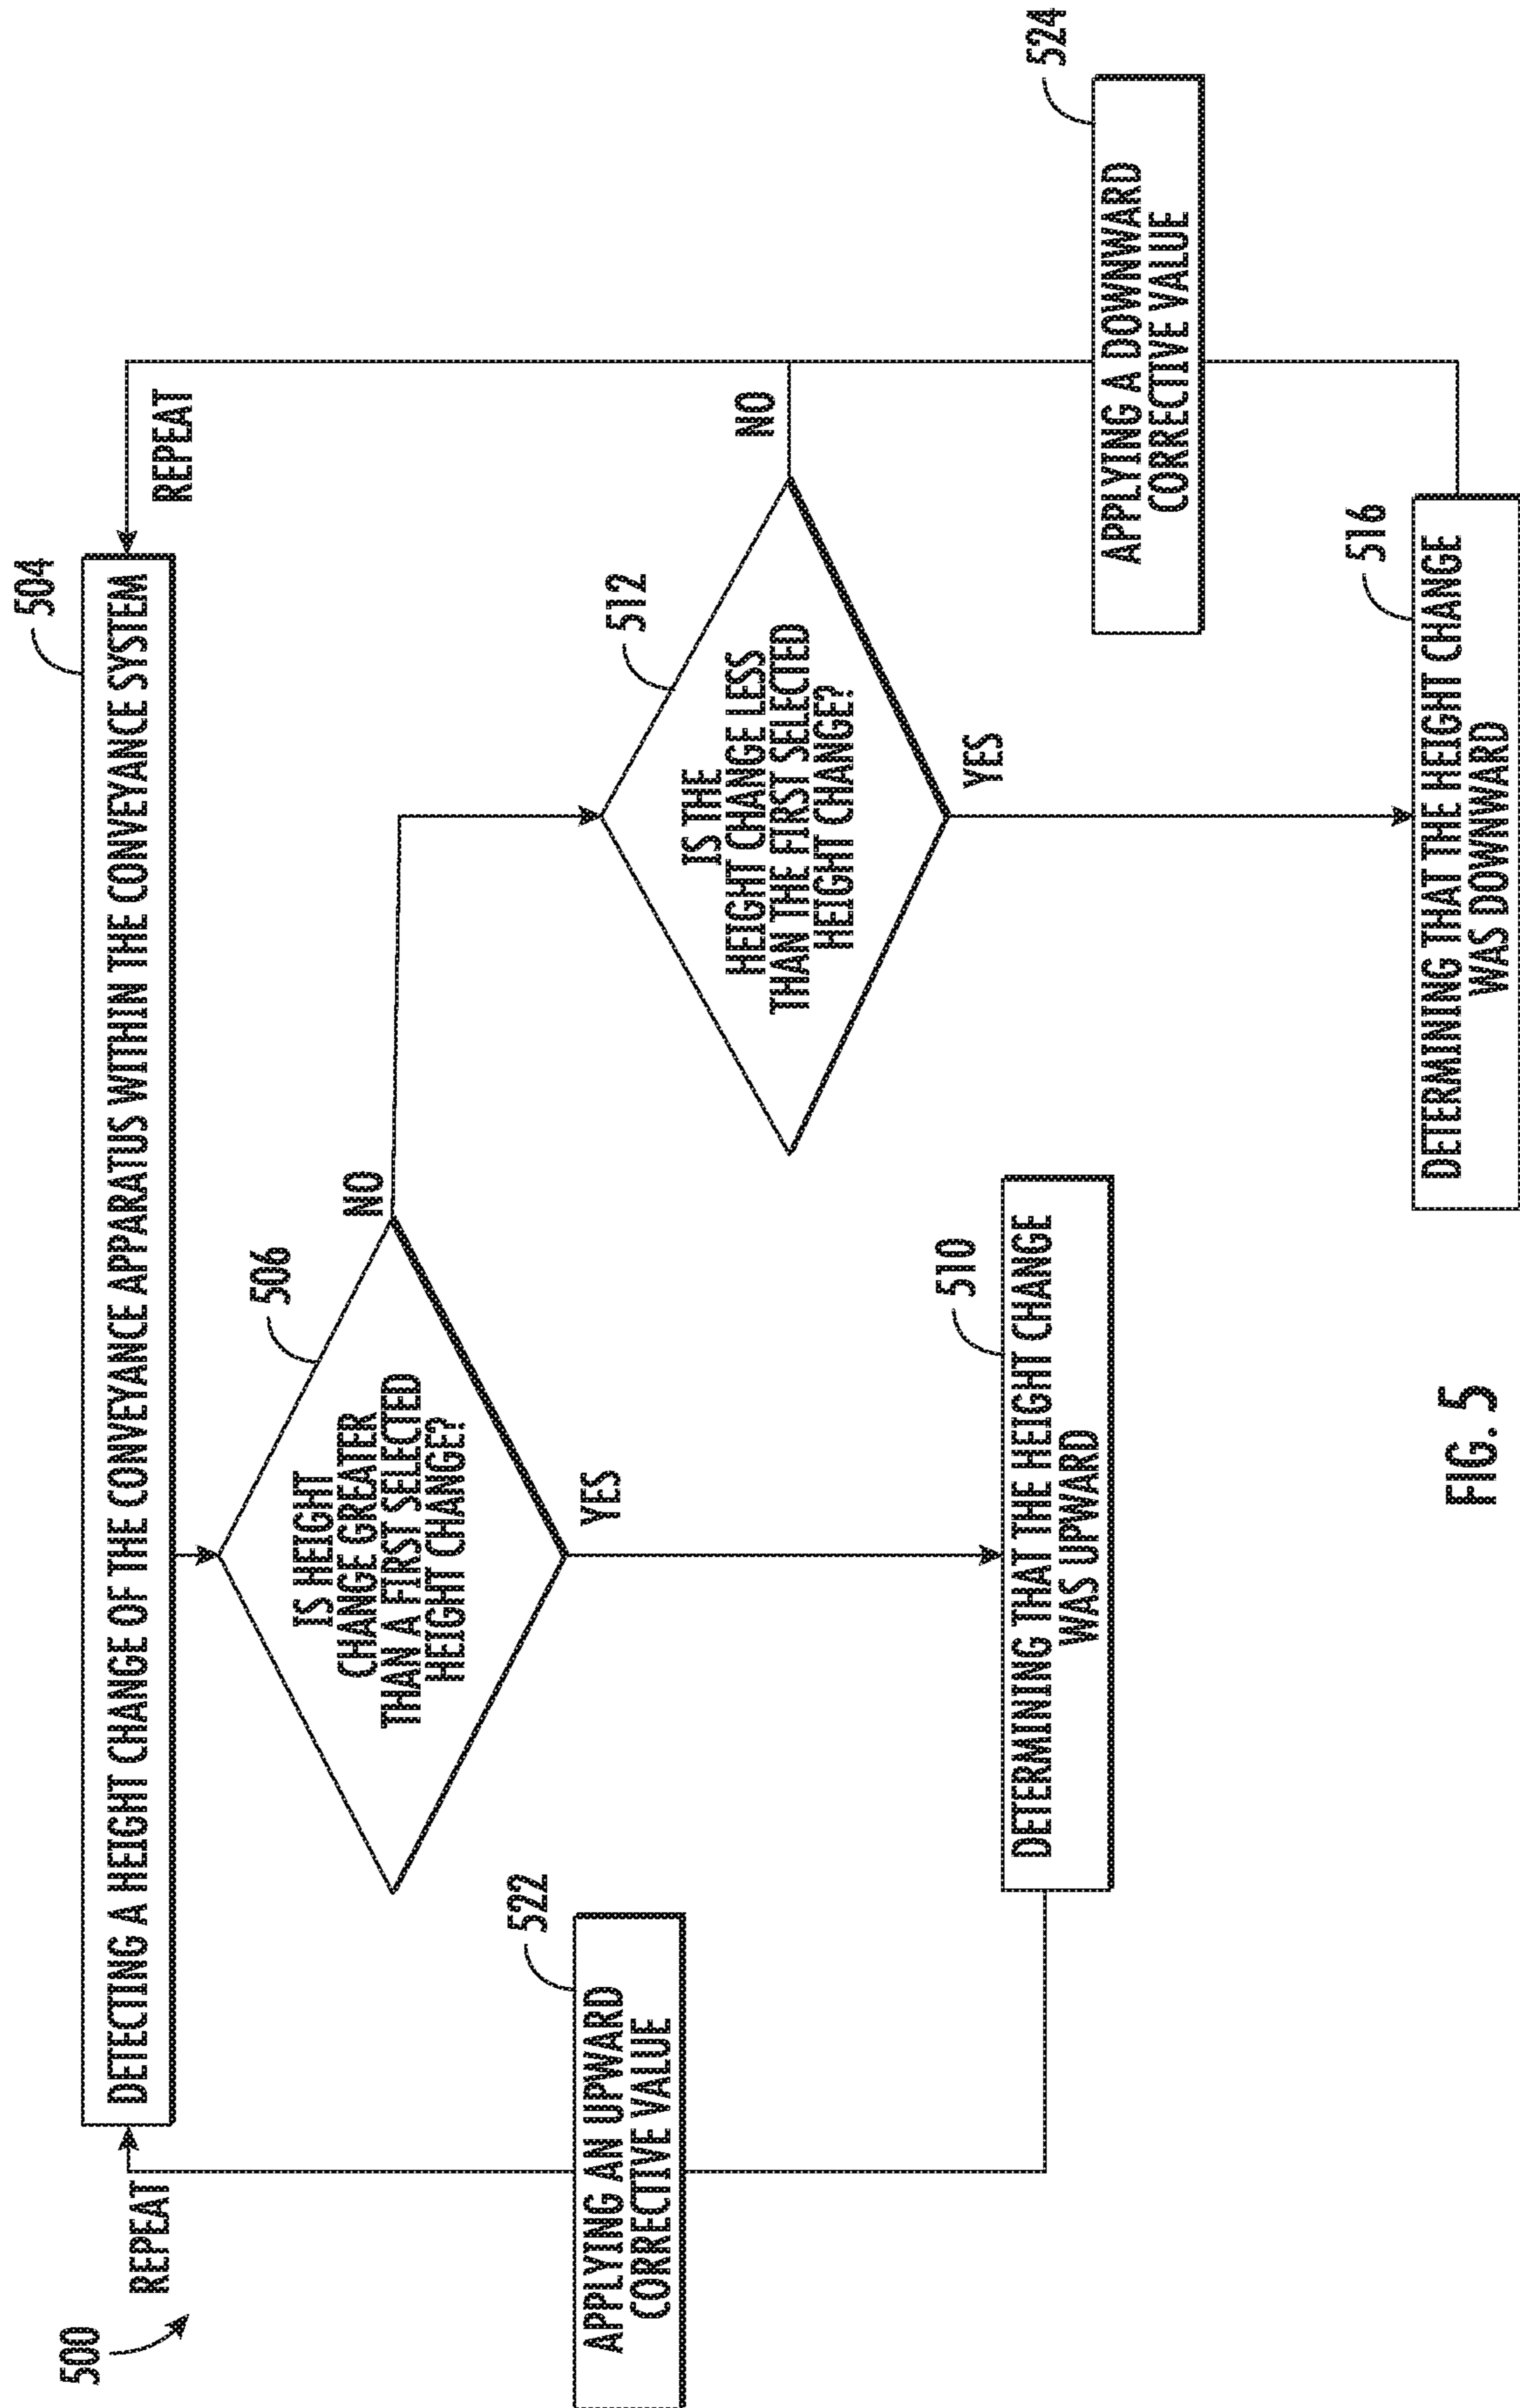 500
REPEAT
504
DETECTING A HEIGHT CHANGE OF THE CONVEYANCE APPARATUS WITHIN THE CONVEYANCE SYSTEM
REPEAT
506
IS HEIGHT
CHANGE GREATER
THAN A FIRST SELECTED
HEIGHT CHANGE?
NO
YES
522
APPLYING AN UPWARD
CORRECTIVE VALUE
510
DETERMINING THAT THE HEIGHT CHANGE
WAS UPWARD
512
IS THE
HEIGHT CHANGE LESS
THAN THE FIRST SELECTED
HEIGHT CHANGE?
NO
YES
524
APPLYING A DOWNWARD
CORRECTIVE VALUE
516
DETERMINING THAT THE HEIGHT CHANGE
WAS DOWNWARD
FIG. 5